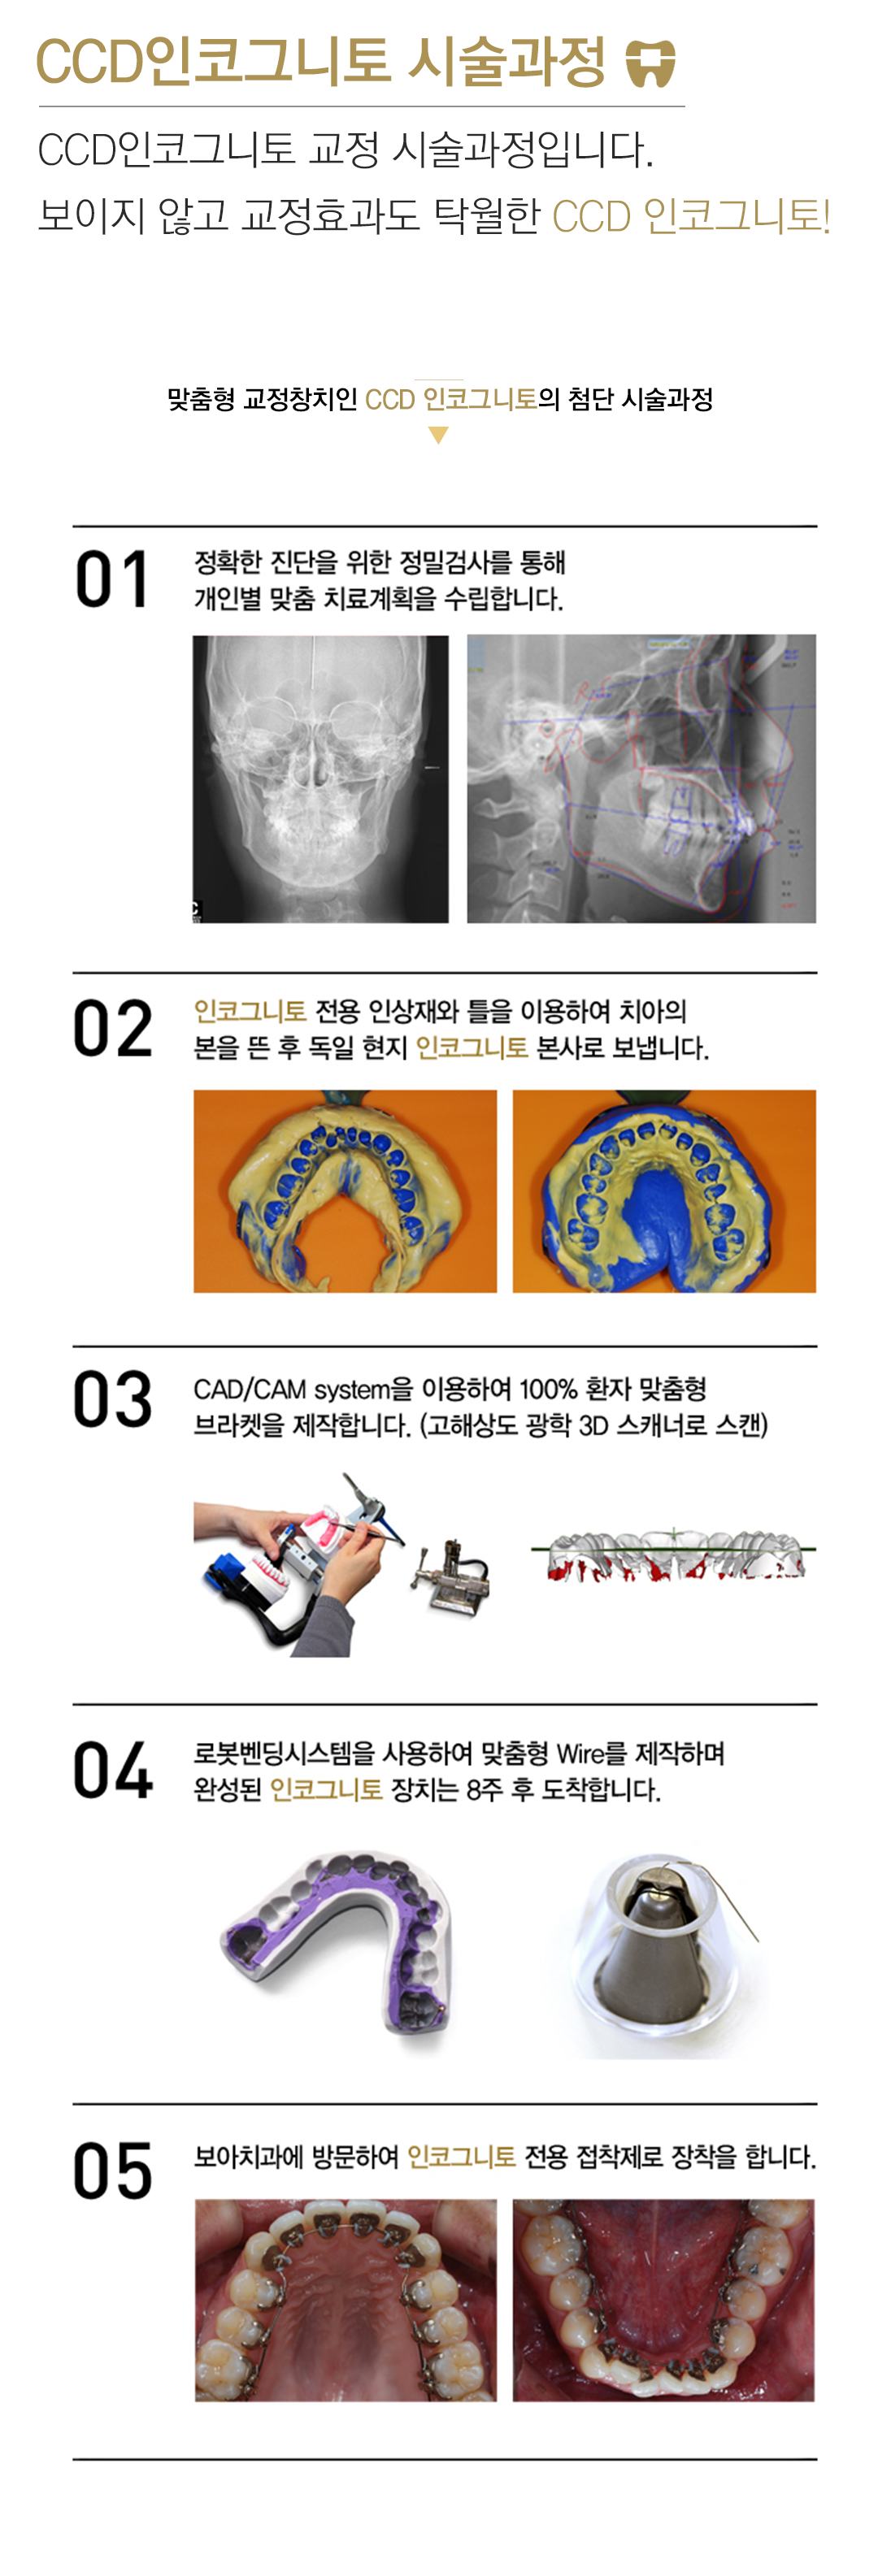 CCD인코그니토 시술과정
CCD인코그니토 교정 시술과정입니다.
보이지 않고 교정효과도 탁월한 CCD 인코그니토!
맞춤형 교정창치인 CCD 인코그니토의 첨단 시술과정
01
정확한 진단을 위한 정밀검사를 통해
개인별 맞춤 치료계획을 수립합니다.
02
인코그니토 전용 인상재와 틀을 이용하여 치아의
본을 뜬 후 독일 현지 인코그니토 본사로 보냅니다.
03
CAD/CAM system을 이용하여 100% 환자 맞춤형
브라켓을 제작합니다. (고해상도 광학 3D 스캐너로 스캔)
04
로봇벤딩시스템을 사용하여 맞춤형 Wire를 제작하며
완성된 인코그니토 장치는 8주 후 도착합니다.
05
보아치과에 방문하여 인코그니토 전용 접착제로 장착을 합니다.